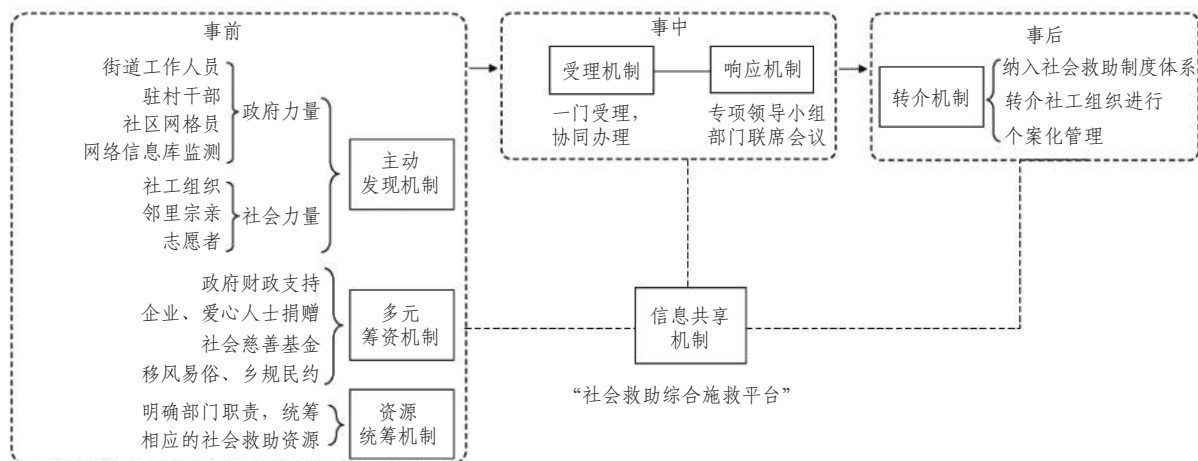 事前
街道工作人员
驻村干部
社区网格员
网络信息库监测
政府力量
社工组织
邻里宗亲
志愿者
社会力量
主动
发现机制
政府财政支持
企业、爱心人士捐赠
社会慈善基金
移风易俗、乡规民约
多元
筹资机制
明确部门职责，统筹
相应的社会救助资源
资源
统筹机制
事中
受理机制
响应机制
一门受理，
协同办理
专项领导小组
部门联席会议
事后
转介机制
纳入社会救助制度体系
转介社工组织进行
个案化管理
信息共享
机制
“社会救助综合施救平台”